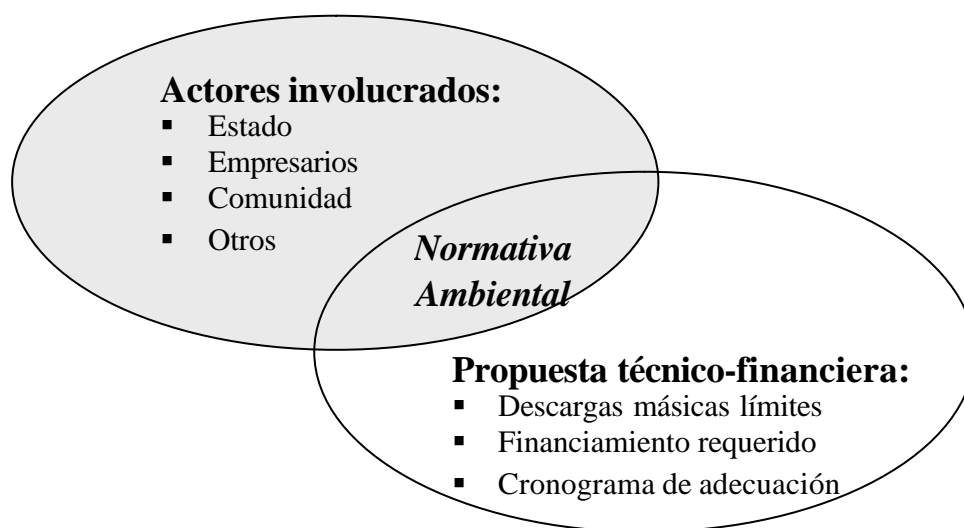 Actores involucrados:
▪ Estado
▪ Empresarios
▪ Comunidad
▪ Otros
Normativa
Ambiental
Propuesta técnico-financiera:
▪ Descargas másicas límites
▪ Financiamiento requerido
▪ Cronograma de adecuación